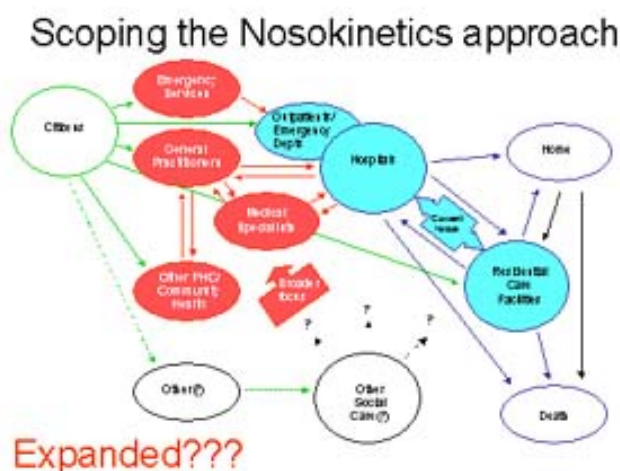 Scoping the Nosokinetics approach
Emergency
Services
Citizens
Outpatients/
Emergency
Depts
General
Practitioners
Hospitals
Home
Medical
Specialists
Current
focus
Other PHC/
Community
Health
Broader
focus
Residential
Care
Facilities
?
?
?
Other(?)
Other
Social
Care(?)
Death
Expanded???